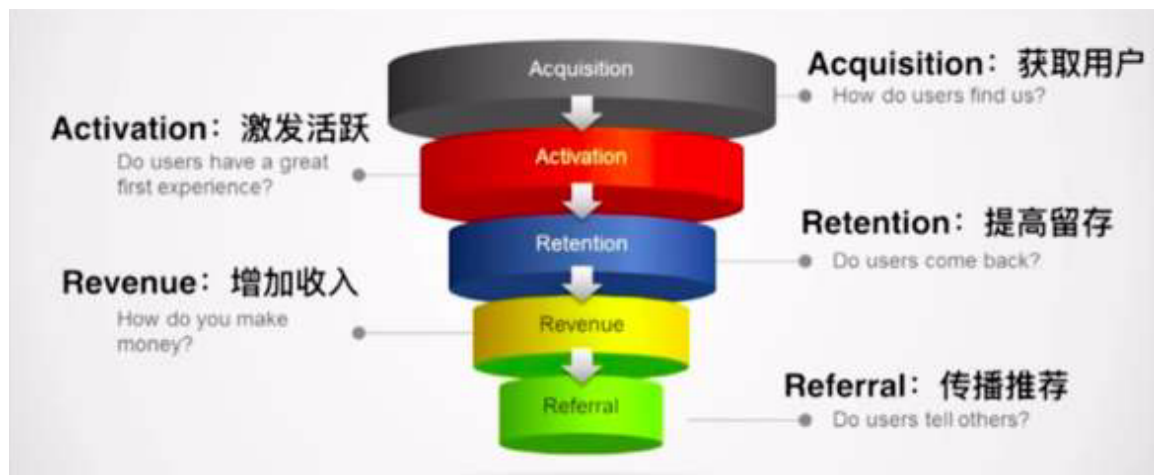 Acquisition
Acquisition：获取用户
How do users find us?
Activation：激发活跃
Do users have a great
first experience?
Activation
Retention
Retention：提高留存
Do users come back?
Revenue：增加收入
How do you make
money?
Revenue
Referral
Referral：传播推荐
Do users tell others?